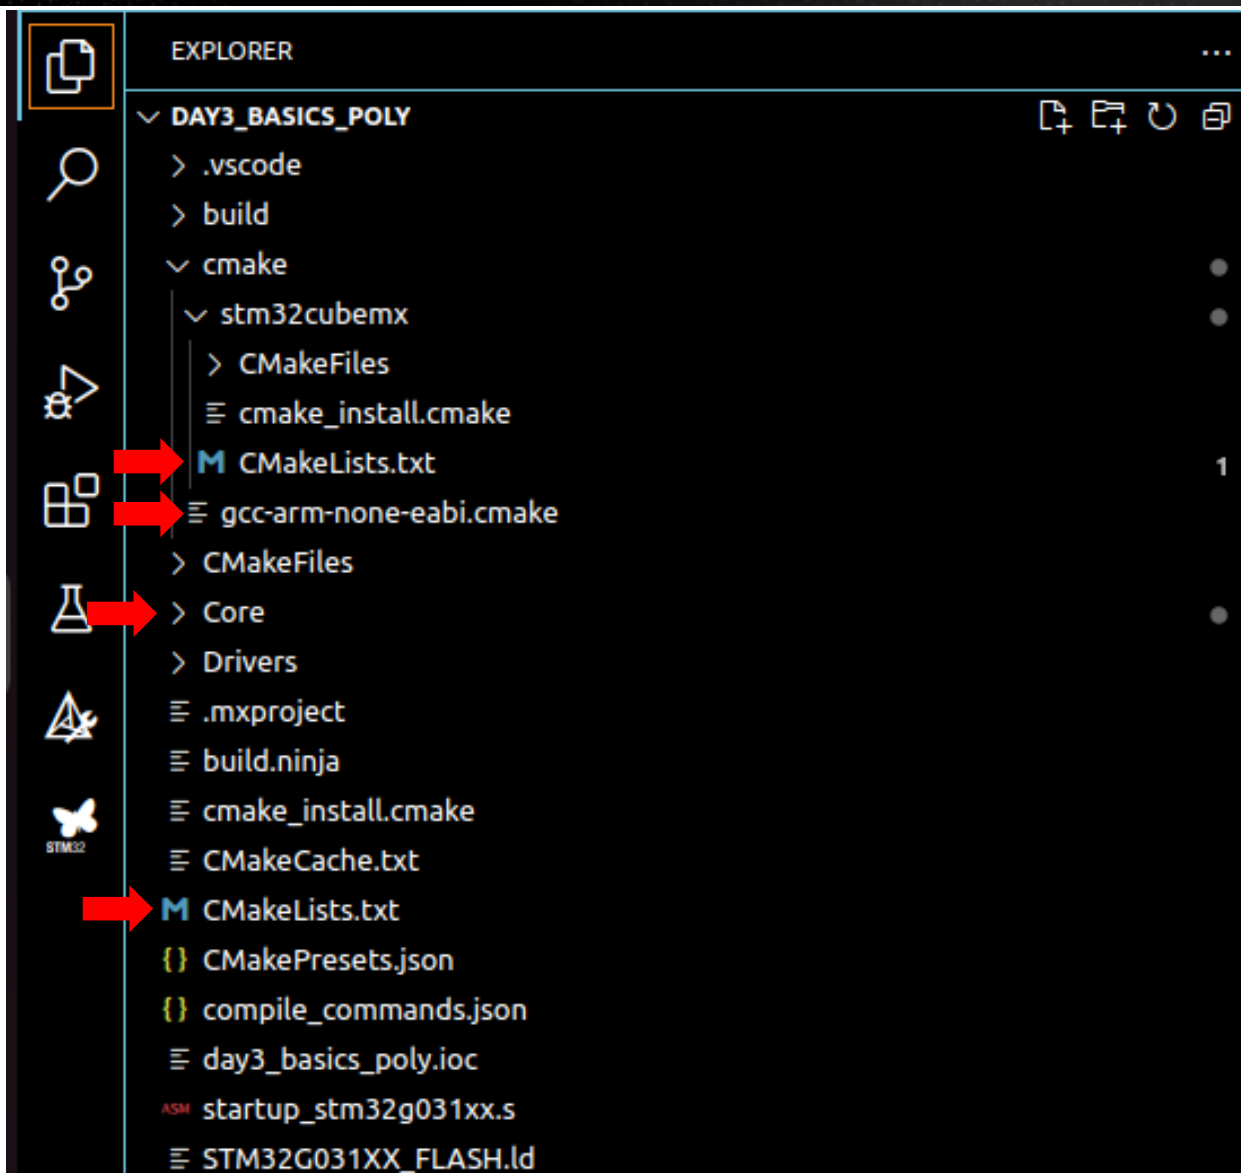 EXPLORER
DAY3_BASICS_POLY
.vscode
build
cmake
stm32cubemx
CMakeFiles
cmake_install.cmake
M CMakeLists.txt 1
gcc-arm-none-eabi.cmake
CMakeFiles
Core
Drivers
.mxproject
build.ninja
cmake_install.cmake
CMakeCache.txt
M CMakeLists.txt
{} CMakePresets.json
{} compile_commands.json
day3_basics_poly.ioc
ASM startup_stm32g031xx.s
STM32G031XX_FLASH.ld
STM32